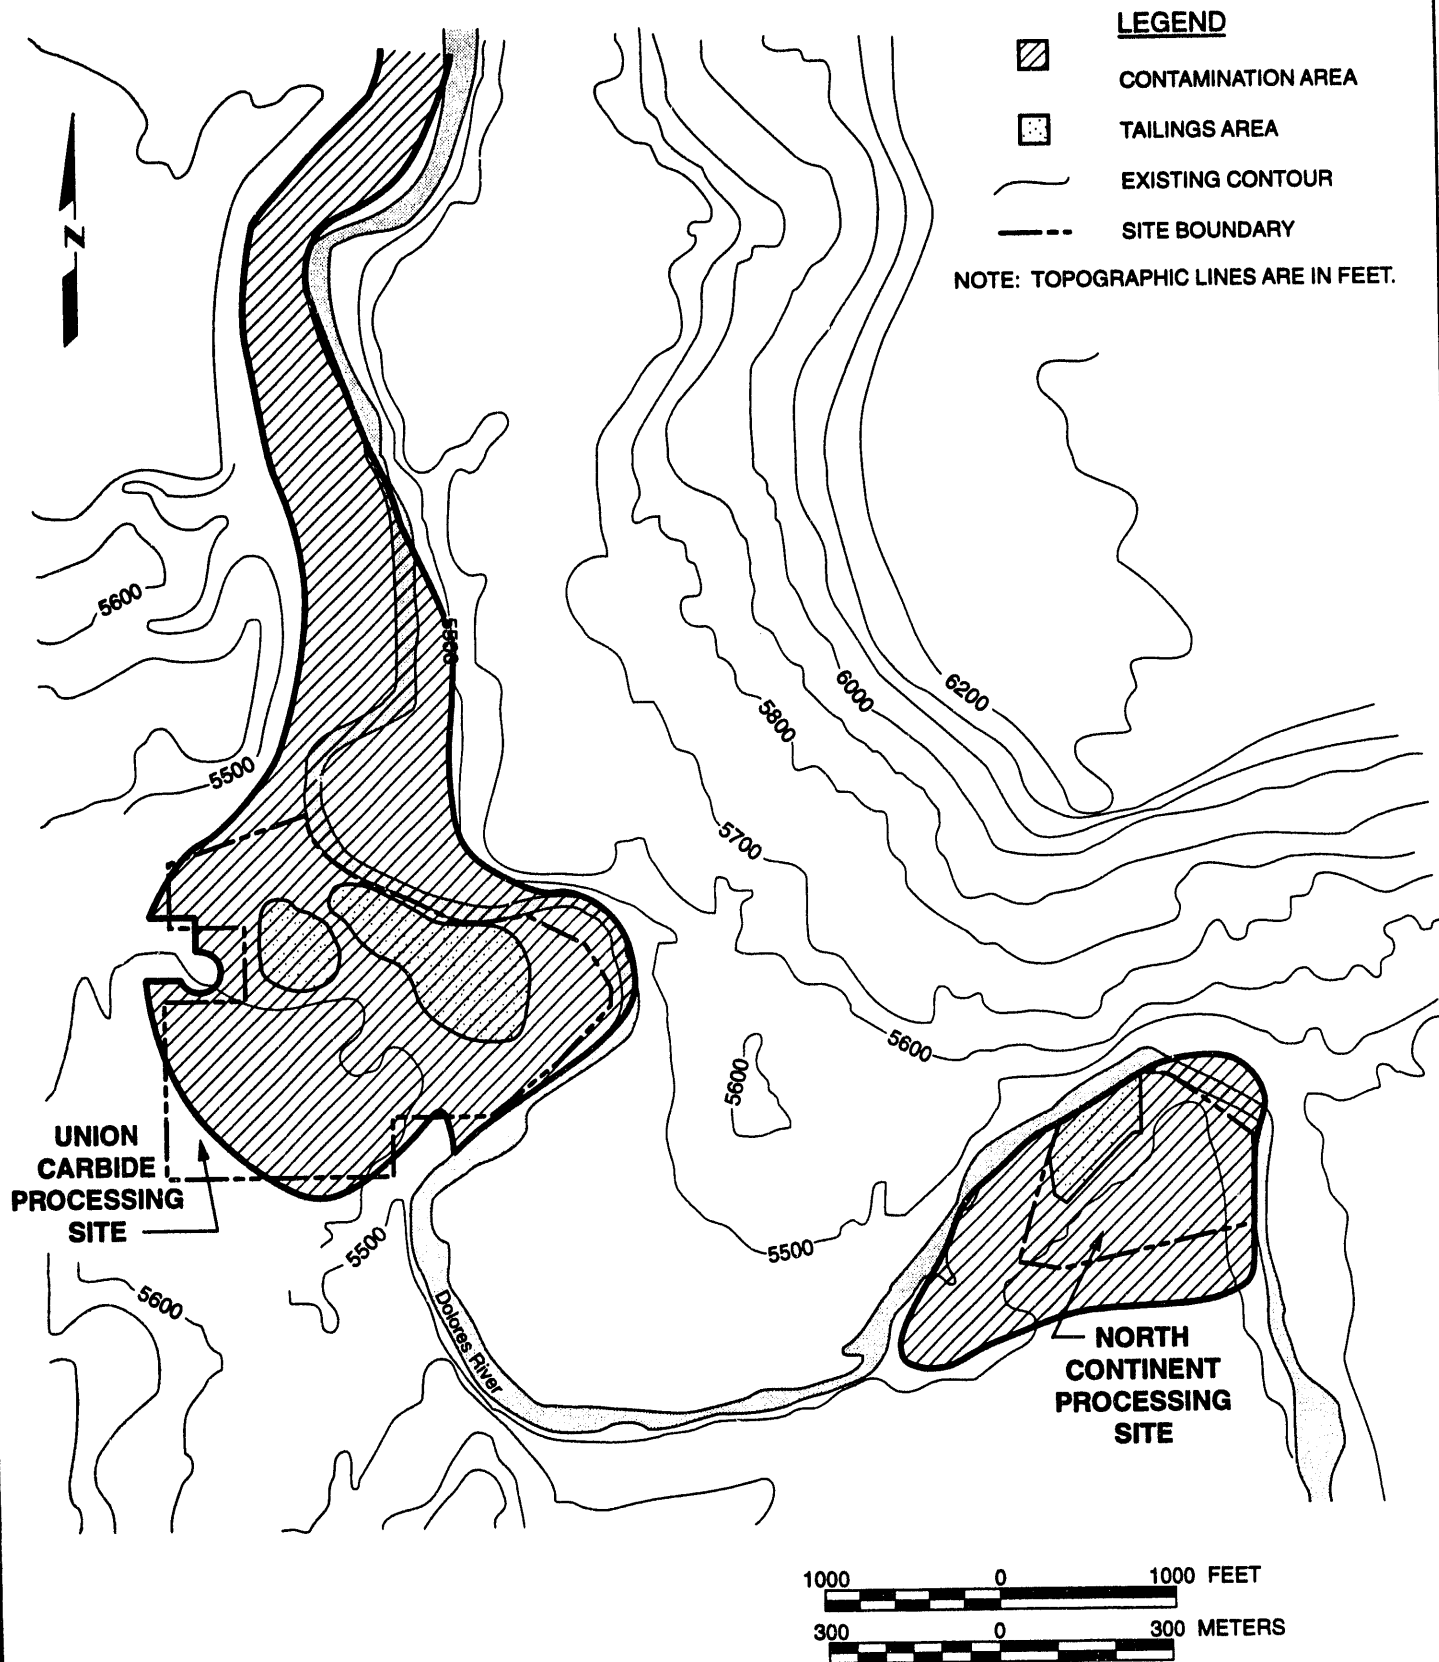 LEGEND
CONTAMINATION AREA
TAILINGS AREA
EXISTING CONTOUR
SITE BOUNDARY
NOTE: TOPOGRAPHIC LINES ARE IN FEET.
N
5600
5500
6200
6000
5800
5500
5700
5600
5600
UNION
CARBIDE
PROCESSING
SITE
5500
5500
5600
Dolores River
NORTH
CONTINENT
PROCESSING
SITE
1000 0 1000 FEET
300 0 300 METERS